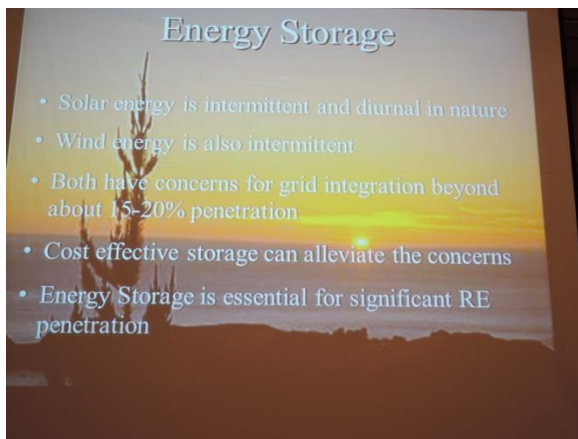 Energy Storage
• Solar energy is intermittent and diurnal in nature
• Wind energy is also intermittent
• Both have concerns for grid integration beyond
about 15-20% penetration
• Cost effective storage can alleviate the concerns
• Energy Storage is essential for significant RE
penetration